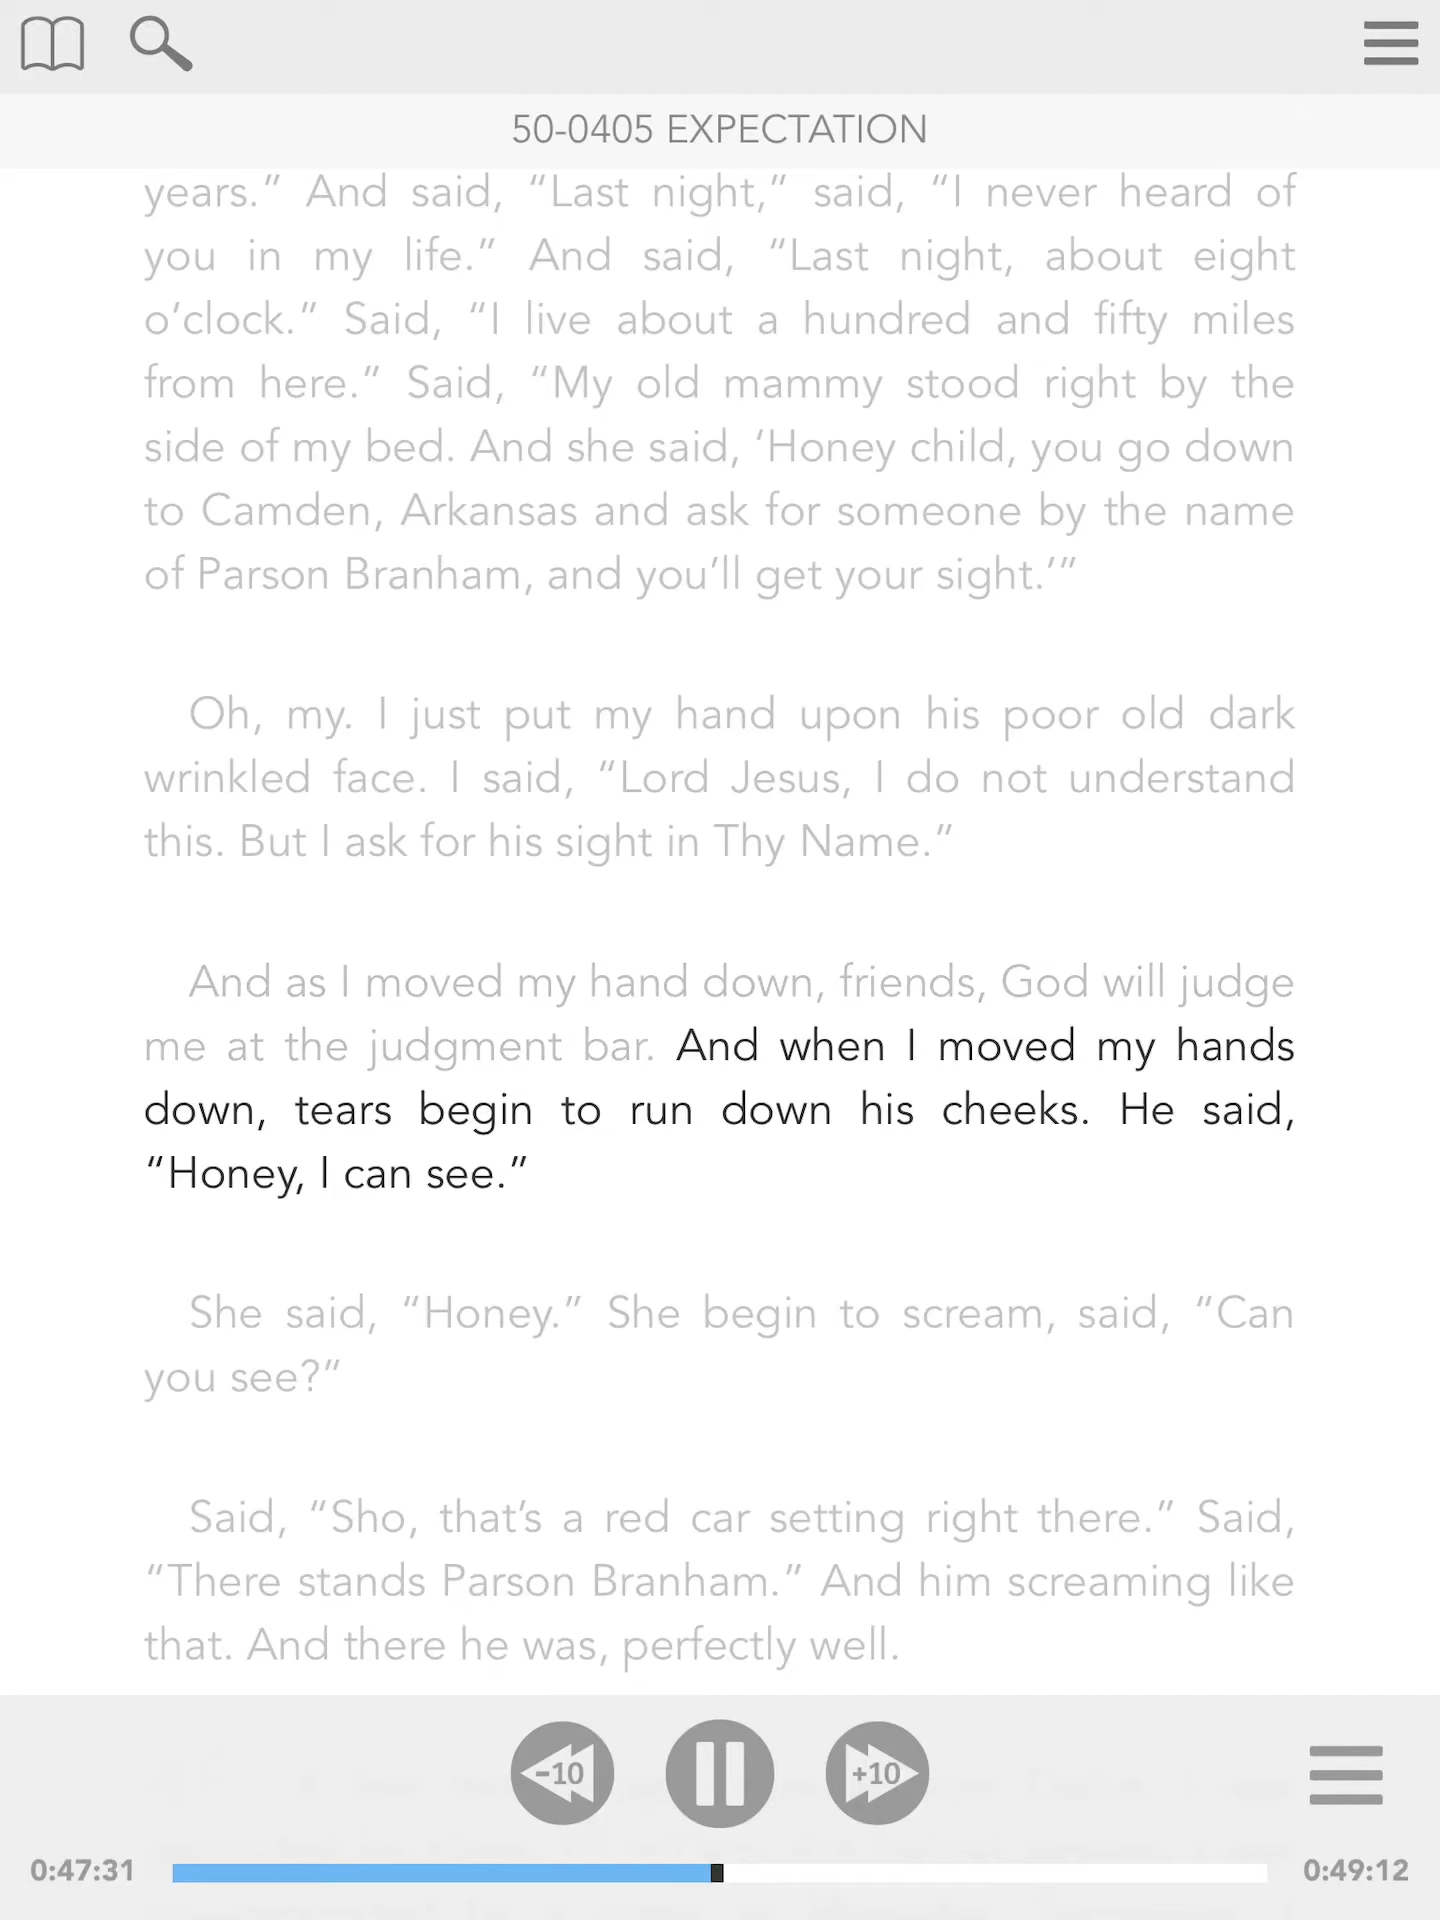 50-0405 EXPECTATION
years.” And said, “Last night,” said, “I never heard of
you in my life.” And said, “Last night, about eight
o’clock.” Said, “I live about a hundred and fifty miles
from here.” Said, “My old mammy stood right by the
side of my bed. And she said, ‘Honey child, you go down
to Camden, Arkansas and ask for someone by the name
of Parson Branham, and you’ll get your sight.’”
Oh, my. I just put my hand upon his poor old dark
wrinkled face. I said, “Lord Jesus, I do not understand
this. But I ask for his sight in Thy Name.”
And as I moved my hand down, friends, God will judge
me at the judgment bar. And when I moved my hands
down, tears begin to run down his cheeks. He said,
“Honey, I can see.”
She said, “Honey.” She begin to scream, said, “Can
you see?”
Said, “Sho, that’s a red car setting right there.” Said,
“There stands Parson Branham.” And him screaming like
that. And there he was, perfectly well.
-10
+10
0:47:31
0:49:12